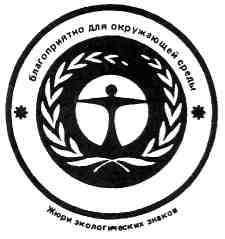 благоприятно для окружающей среды
Жюри экологических знаков